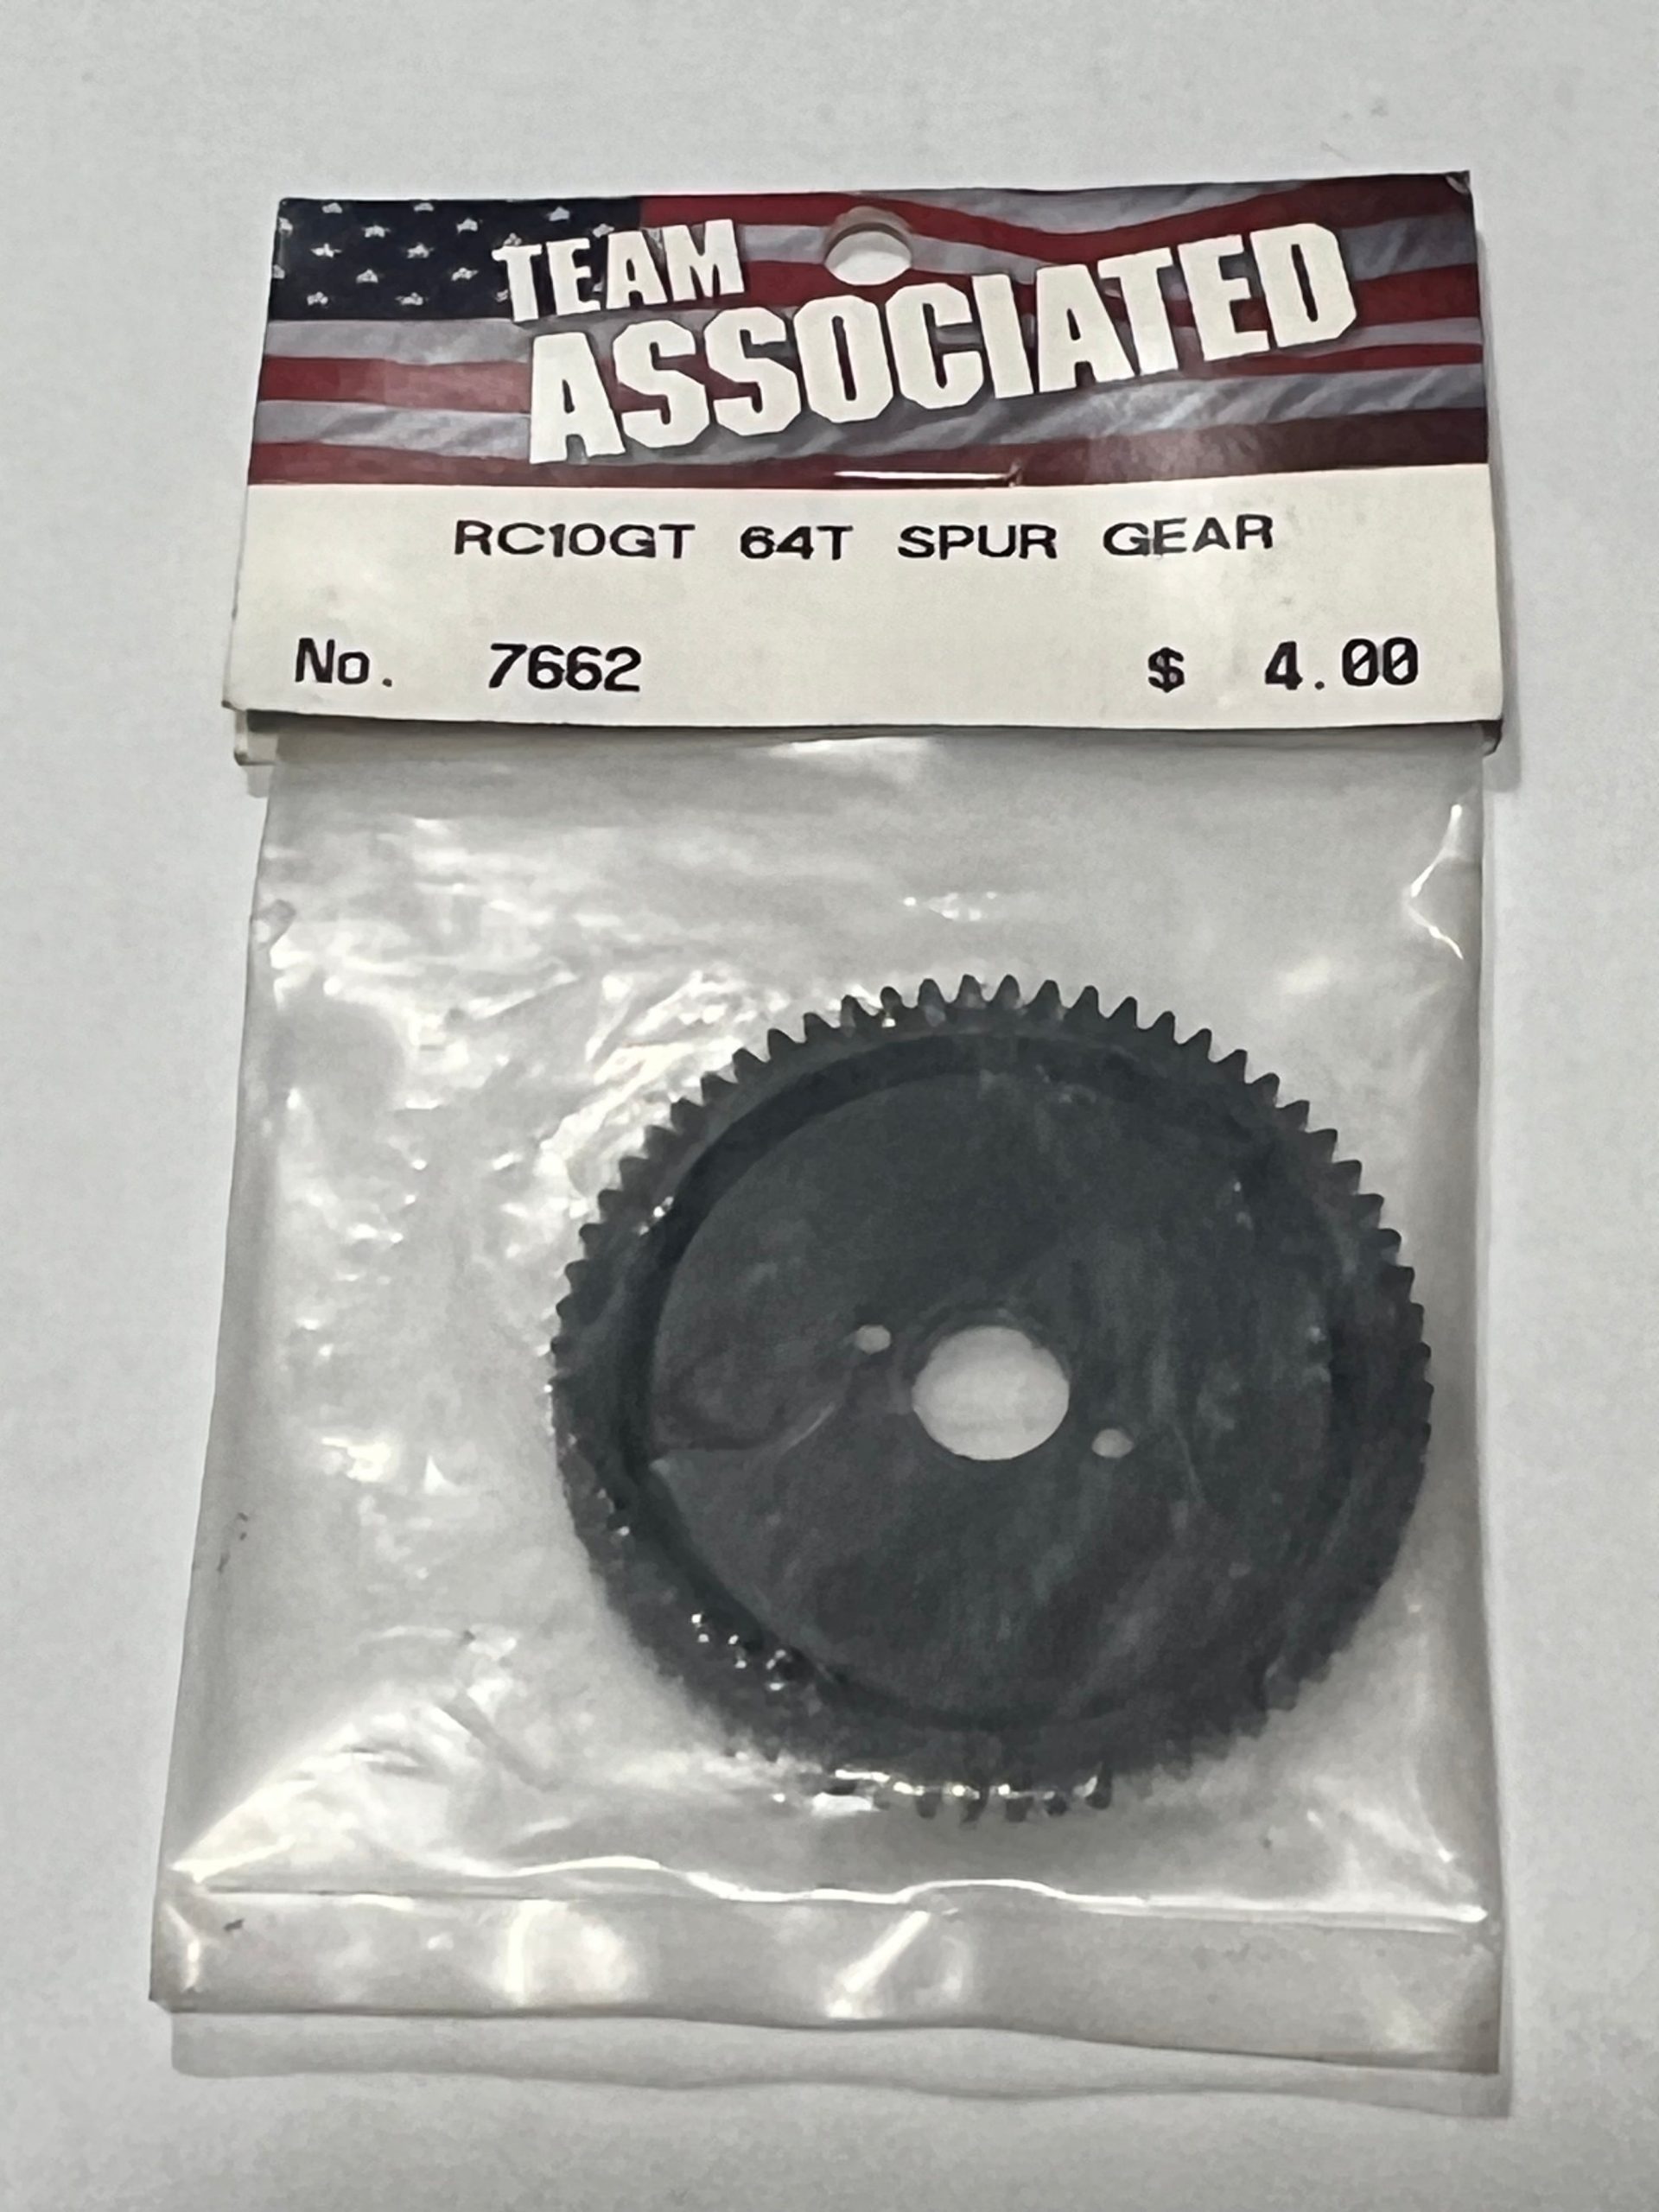 TEAM
ASSOCIATED
RC10GT 64T SPUR GEAR
No. 7662 $ 4.00